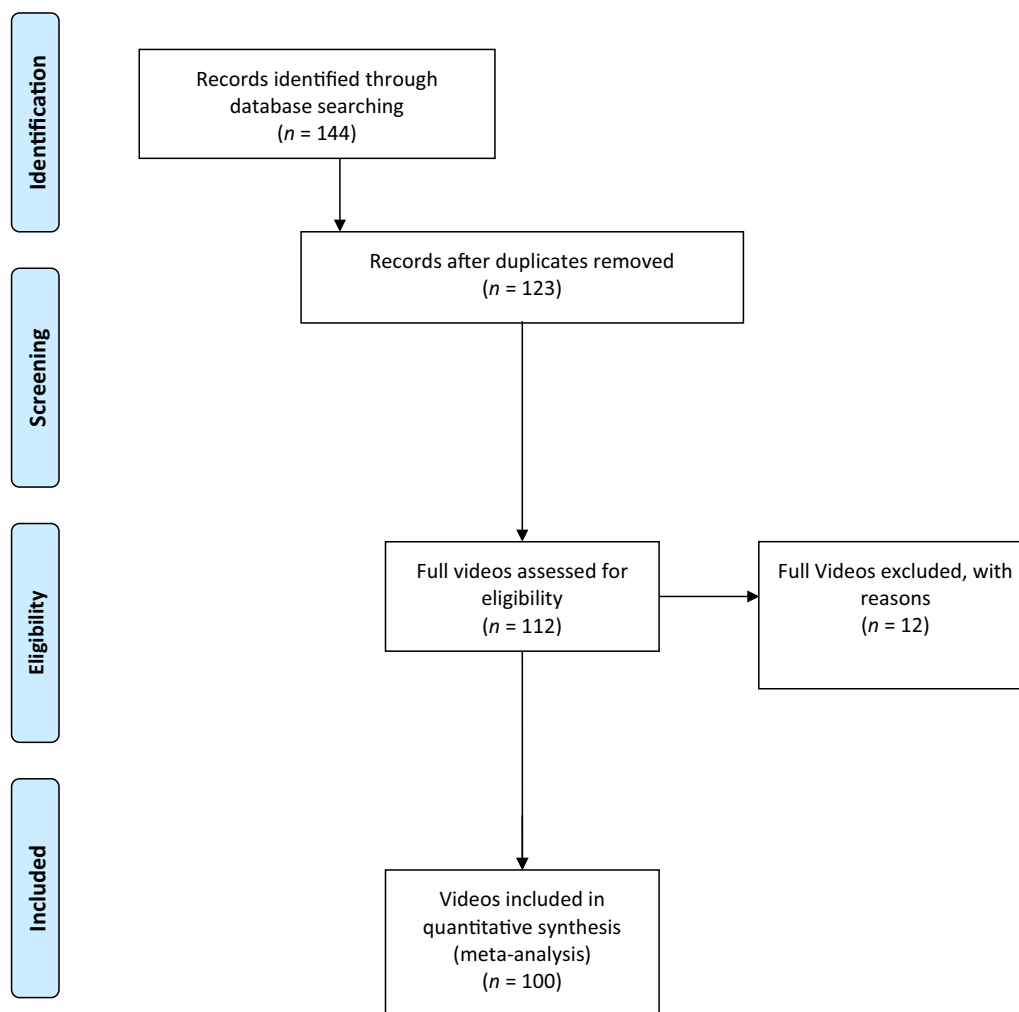 Identification
Records identified through
database searching
(n = 144)
Records after duplicates removed
(n = 123)
Screening
Eligibility
Full videos assessed for
eligibility
(n = 112)
Full Videos excluded, with
reasons
(n = 12)
Included
Videos included in
quantitative synthesis
(meta-analysis)
(n = 100)